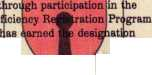 through participation in the
ficiency Registration Program
has earned the designation